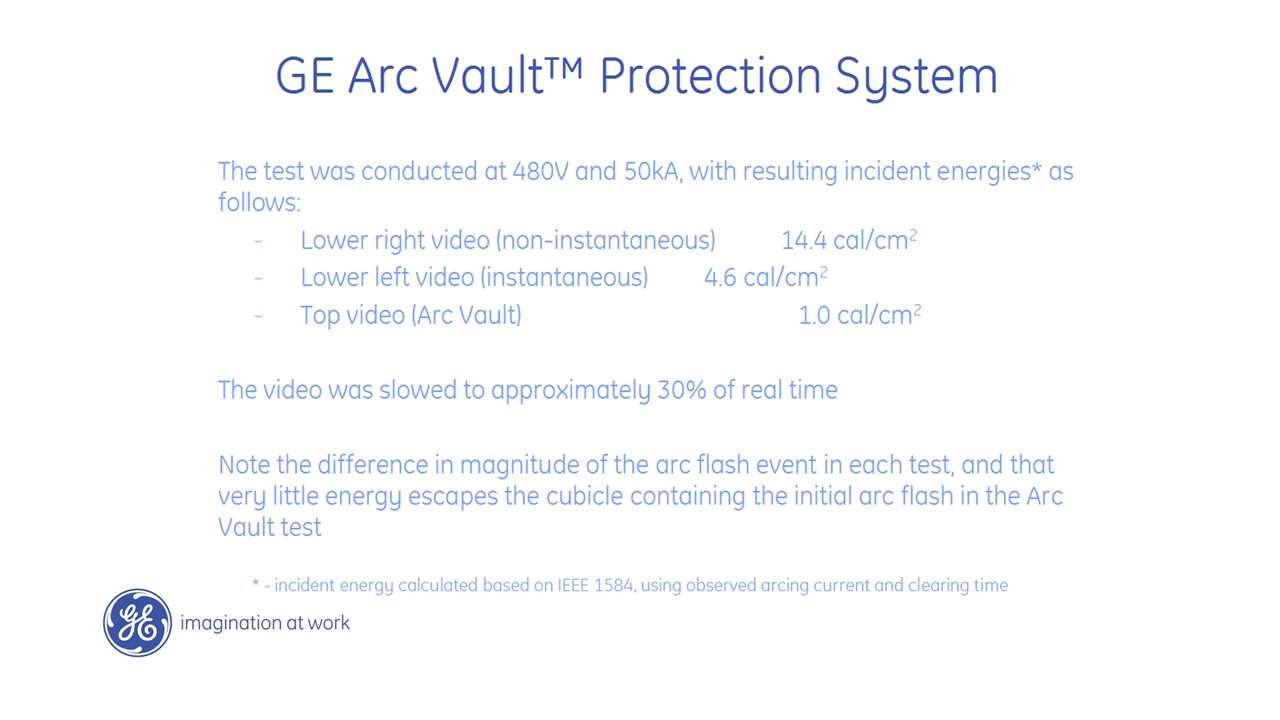 GE Arc Vault™ Protection System
The test was conducted at 480V and 50kA, with resulting incident energies* as
follows:
- Lower right video (non-instantaneous) 14.4 cal/cm²
- Lower left video (instantaneous) 4.6 cal/cm²
- Top video (Arc Vault) 1.0 cal/cm²
The video was slowed to approximately 30% of real time
Note the difference in magnitude of the arc flash event in each test, and that
very little energy escapes the cubicle containing the initial arc flash in the Arc
Vault test
* - incident energy calculated based on IEEE 1584, using observed arcing current and clearing time
GE imagination at work